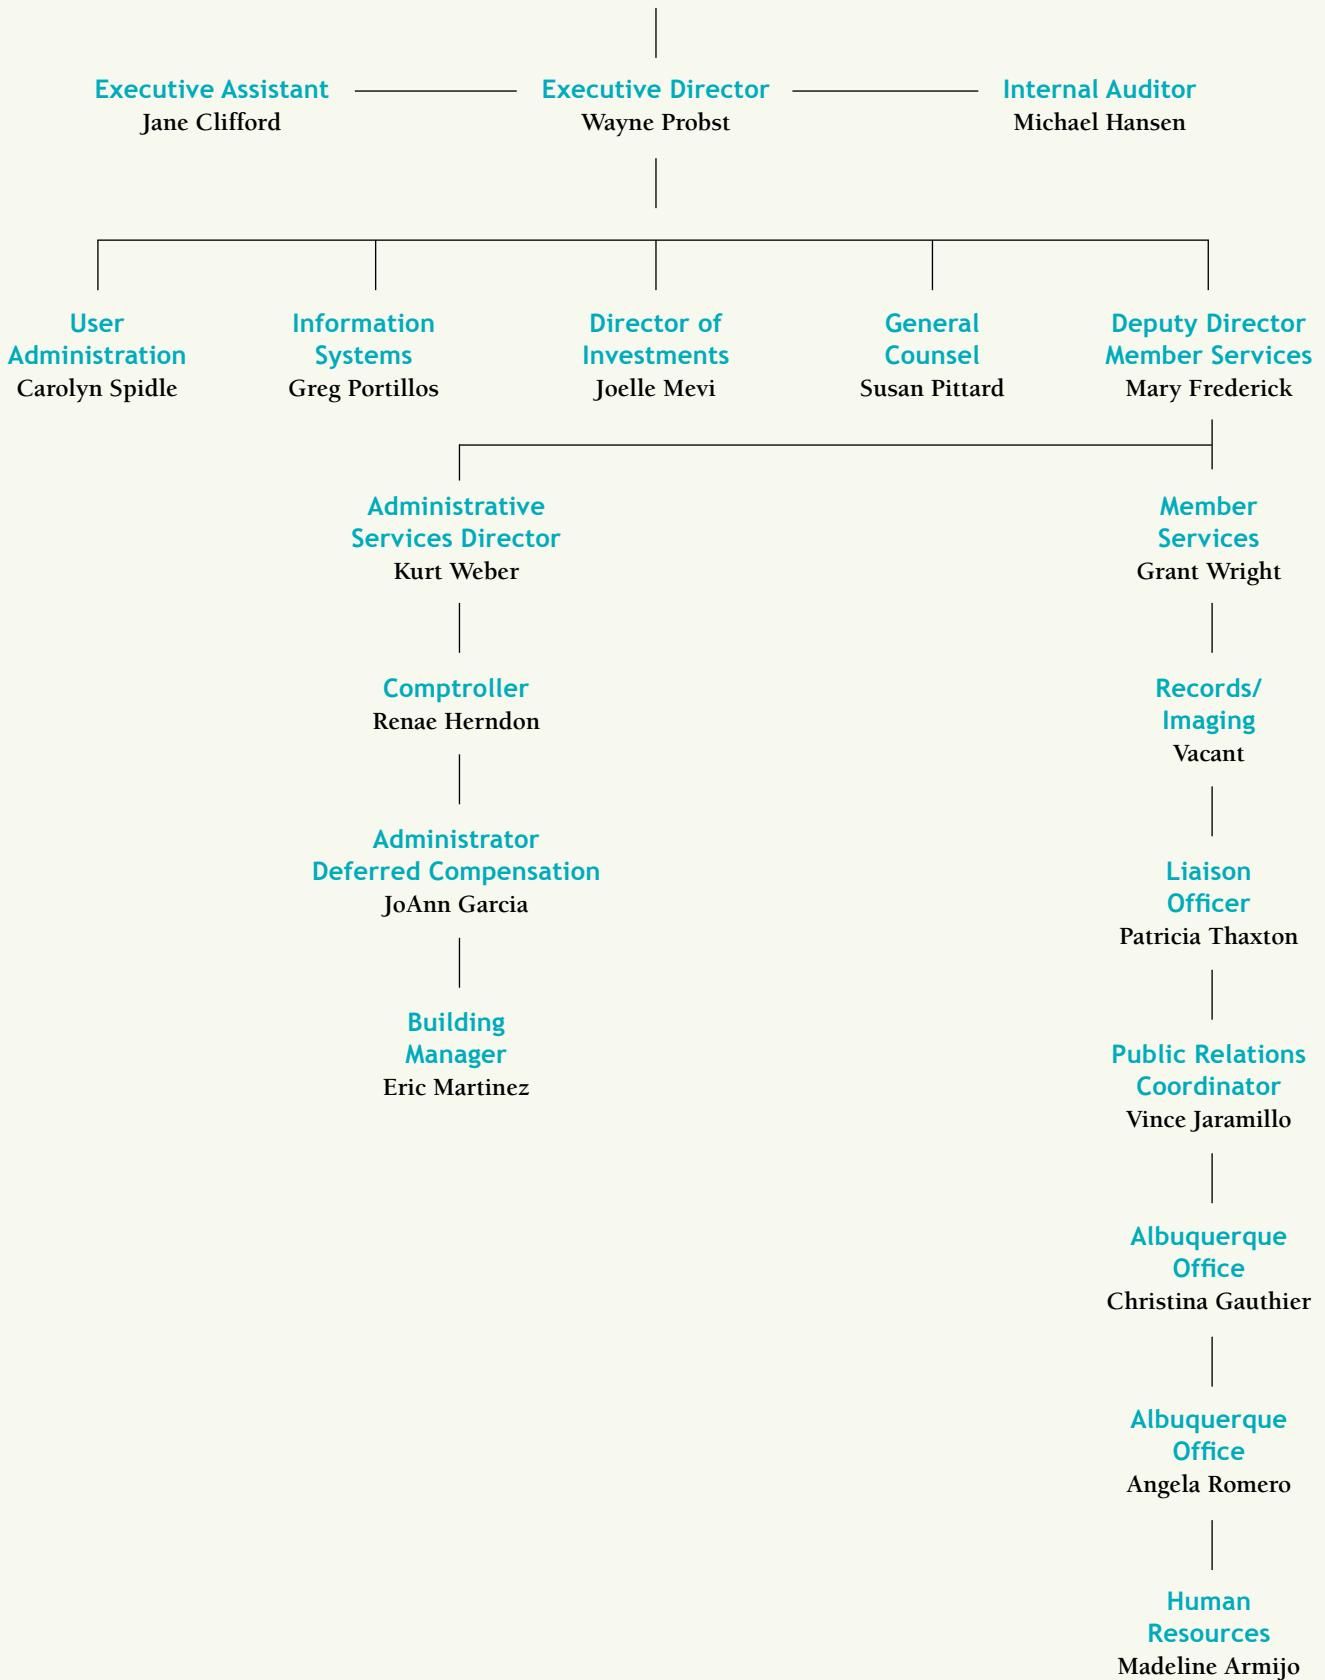 Executive Assistant
Jane Clifford
Executive Director
Wayne Probst
Internal Auditor
Michael Hansen
User
Administration
Carolyn Spidle
Information
Systems
Greg Portillos
Director of
Investments
Joelle Mevi
General
Counsel
Susan Pittard
Deputy Director
Member Services
Mary Frederick
Administrative
Services Director
Kurt Weber
Comptroller
Renae Herndon
Administrator
Deferred Compensation
JoAnn Garcia
Building
Manager
Eric Martinez
Member
Services
Grant Wright
Records/
Imaging
Vacant
Liaison
Officer
Patricia Thaxton
Public Relations
Coordinator
Vince Jaramillo
Albuquerque
Office
Christina Gauthier
Albuquerque
Office
Angela Romero
Human
Resources
Madeline Armijo